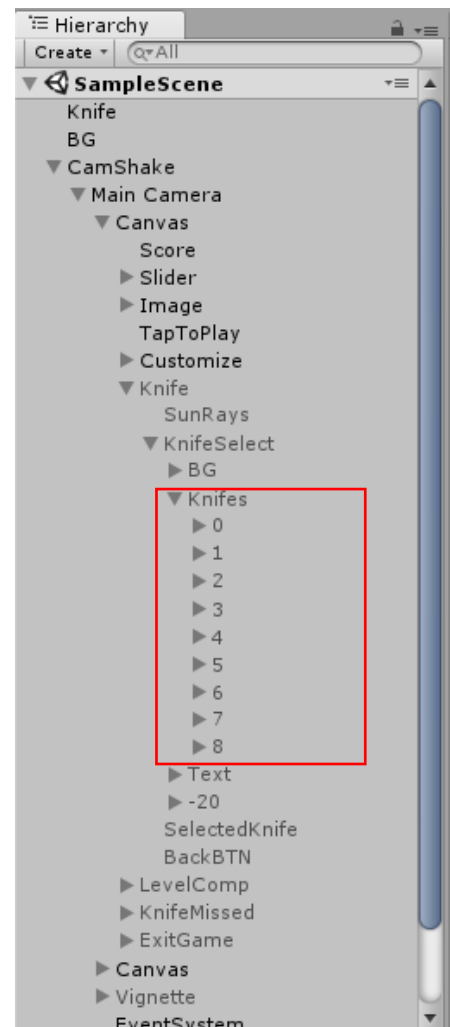 Hierarchy
Create All
SampleScene
Knife
BG
CamShake
Main Camera
Canvas
Score
Slider
Image
TapToPlay
Customize
Knife
SunRays
KnifeSelect
BG
Knifes
0
1
2
3
4
5
6
7
8
Text
-20
SelectedKnife
BackBTN
LevelComp
KnifeMissed
ExitGame
Canvas
Vignette
EventSystem